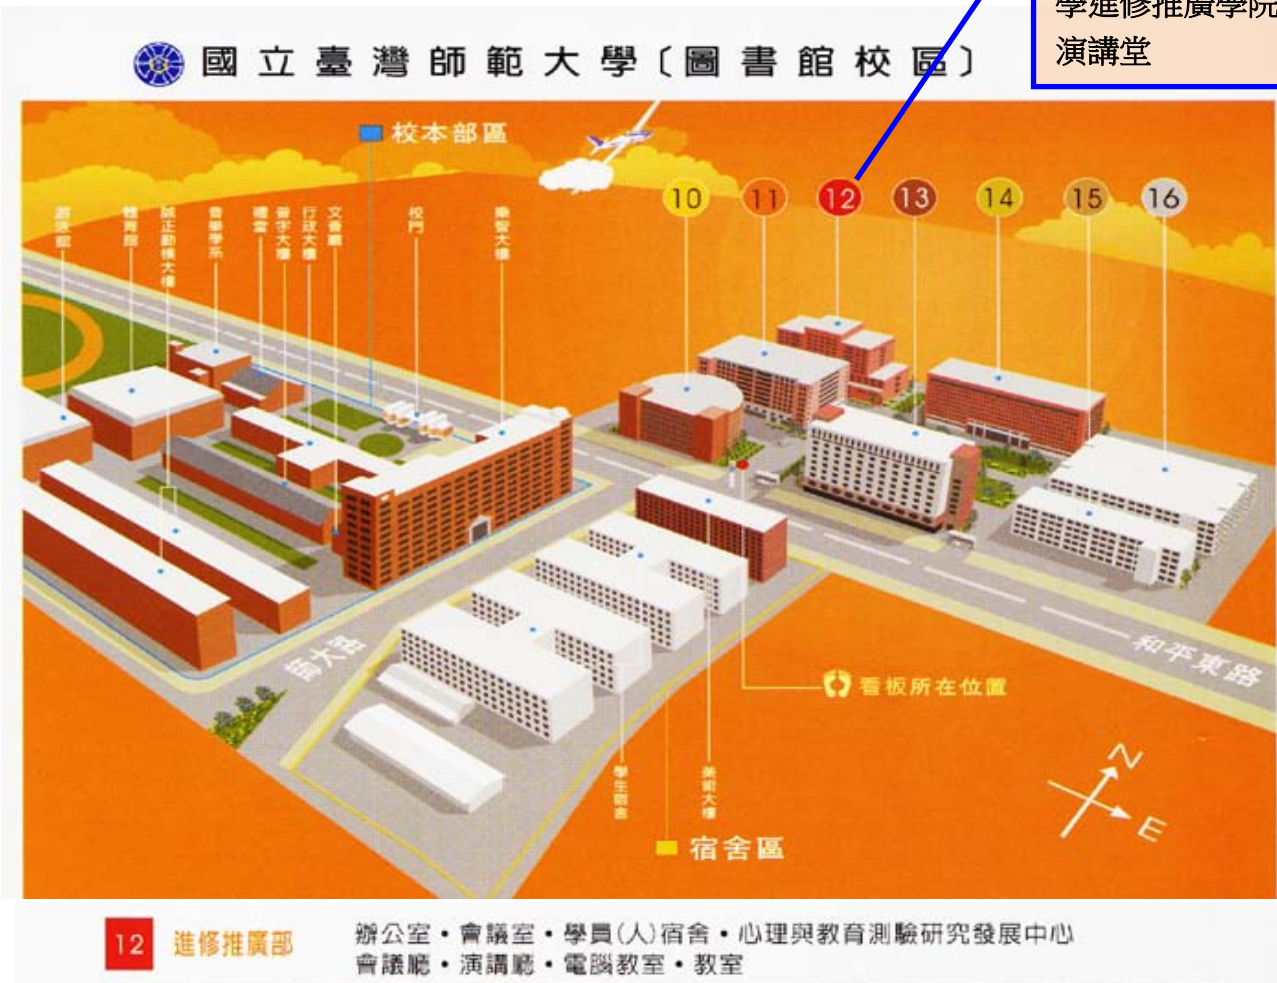 學進修推廣學院
演講堂
國立臺灣師範大學〔圖書館校區〕
校本部區
10 11 12 13 14 15 16
游泳館
體育館
誠正勤樸大樓
音樂學系
禮堂
普字大樓
行政大樓
文薈廳
校門
樂智大樓
師大路
和平東路
看板所在位置
學生宿舍
美術大樓
宿舍區
N
E
12 進修推廣部 辦公室・會議室・學員(人)宿舍・心理與教育測驗研究發展中心
會議廳・演講廳・電腦教室・教室